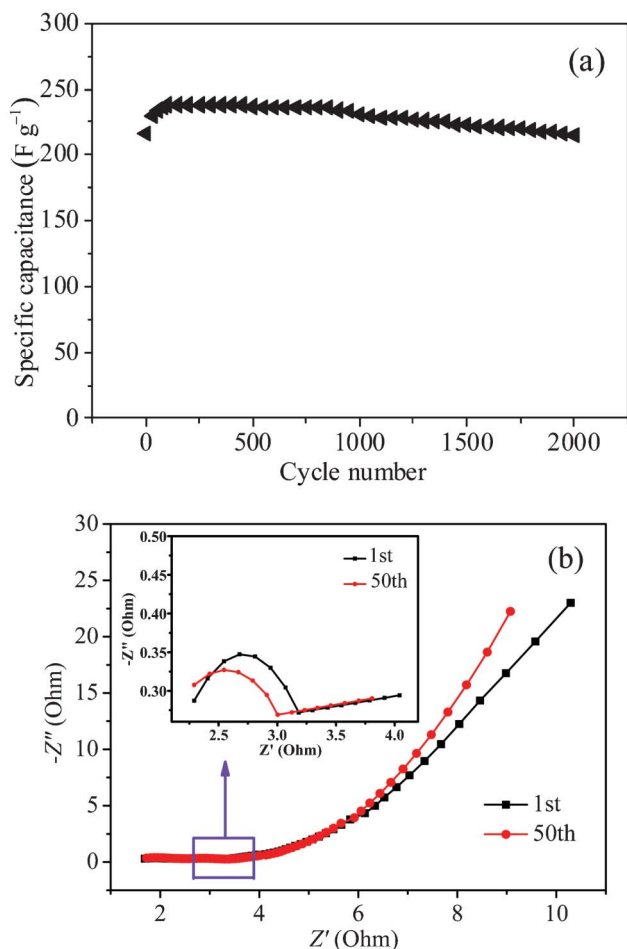 (a)
300
250
200
150
100
50
0
Specific capacitance (F g⁻¹)
0 500 1000 1500 2000
Cycle number
(b)
30
25
20
15
10
5
0
-Z″ (Ohm)
0.50
0.45
0.40
0.35
0.30
-Z″ (Ohm)
1st
50th
2.5 3.0 3.5 4.0
Z' (Ohm)
1st
50th
2 4 6 8 10
Z' (Ohm)